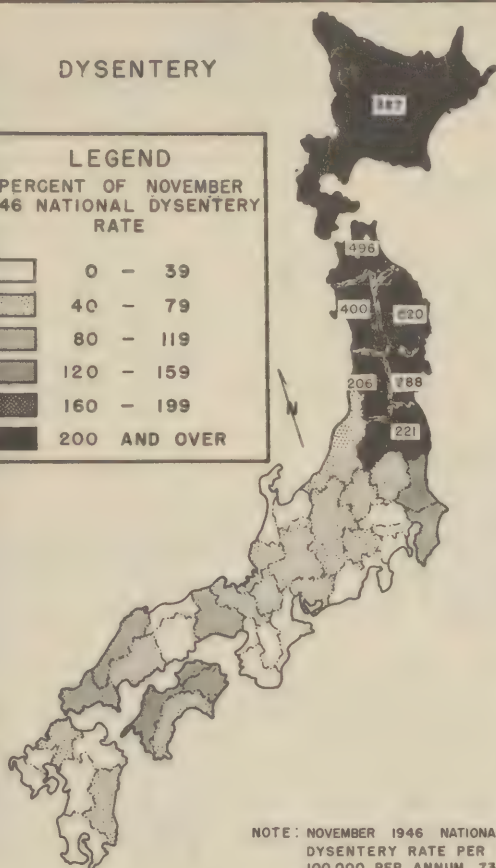 DYSENTERY
LEGEND
PERCENT OF NOVEMBER
46 NATIONAL DYSENTERY
RATE
0 - 39
40 - 79
80 - 119
120 - 159
160 - 199
200 AND OVER
496
400
206
788
221
N
NOTE: NOVEMBER 1946 NATIONA
DYSENTERY RATE PER
100,000 PER ANNUM